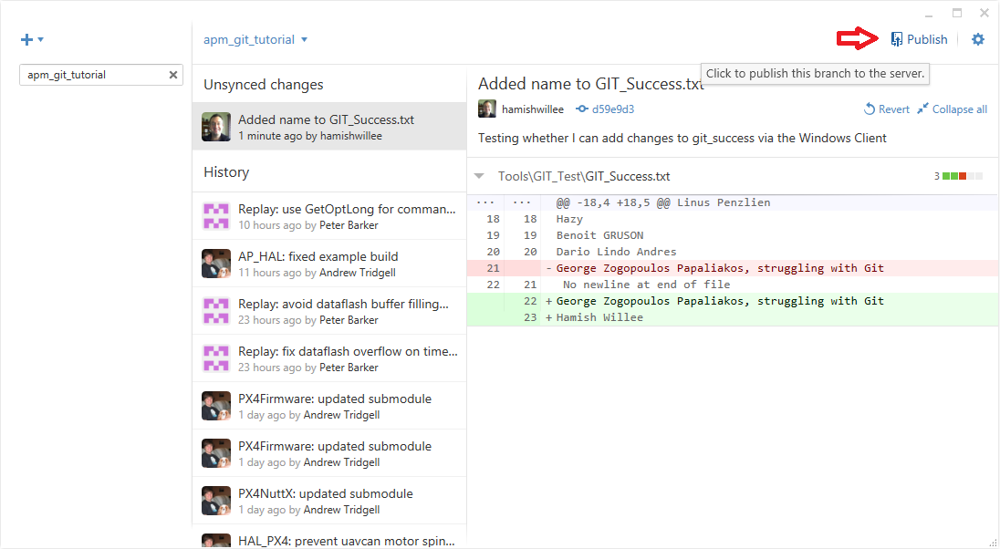 apm_git_tutorial
Publish
apm_git_tutorial
Click to publish this branch to the server.
Unsynced changes
Added name to GIT_Success.txt
1 minute ago by hamishwillee
History
Replay: use GetOptLong for comman...
10 hours ago by Peter Barker
AP_HAL: fixed example build
11 hours ago by Andrew Tridgell
Replay: avoid dataflash buffer filling...
23 hours ago by Peter Barker
Replay: fix dataflash overflow on time...
23 hours ago by Peter Barker
PX4Firmware: updated submodule
1 day ago by Andrew Tridgell
PX4Firmware: updated submodule
1 day ago by Andrew Tridgell
PX4NuttX: updated submodule
1 day ago by Andrew Tridgell
HAL_PX4: prevent uavcan motor spin...
Added name to GIT_Success.txt
hamishwillee d59e9d3 Revert Collapse all
Testing whether I can add changes to git_success via the Windows Client
Tools\GIT_Test\GIT_Success.txt 3
... ... @@ -18,4 +18,5 @@ Linus Penzlien
18 18 Hazy
19 19 Benoit GRUSON
20 20 Dario Lindo Andres
21 - George Zogopoulos Papaliakos, struggling with Git
22 21 No newline at end of file
22 + George Zogopoulos Papaliakos, struggling with Git
23 + Hamish Willee